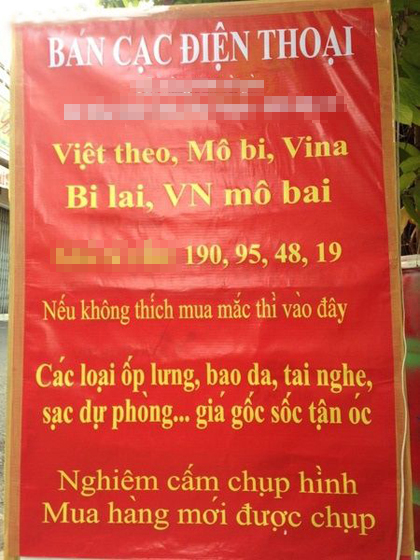 BÁN CẠC ĐIỆN THOẠI
Việt theo, Mô bi, Vina
Bi lai, VN mô bai
190, 95, 48, 19
Nếu không thích mua mắc thì vào đây
Các loại ốp lưng, bao da, tai nghe,
sạc dự phòng... giá gốc sốc tận óc
Nghiêm cấm chụp hình
Mua hàng mới được chụp